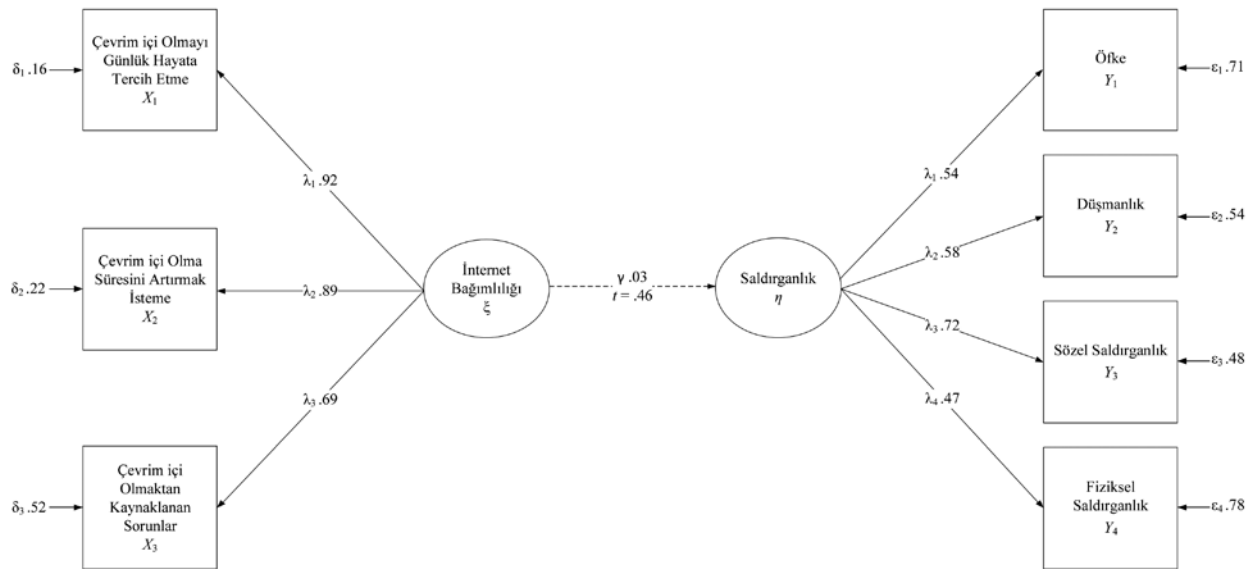 Çevrim içi Olmayı
Günlük Hayata
Tercih Etme
X₁
δ₁ .16
λ₁ .92
Çevrim içi Olma
Süresini Artırmak
İsteme
X₂
δ₂ .22
λ₂ .89
Çevrim içi
Olmaktan
Kaynaklanan
Sorunlar
X₃
δ₃ .52
λ₃ .69
İnternet
Bağımlılığı
ξ
γ .03
t = .46
Saldırganlık
η
λ₁ .54
Öfke
Y₁
ε₁ .71
λ₂ .58
Düşmanlık
Y₂
ε₂ .54
λ₃ .72
Sözel Saldırganlık
Y₃
ε₃ .48
λ₄ .47
Fiziksel
Saldırganlık
Y₄
ε₄ .78